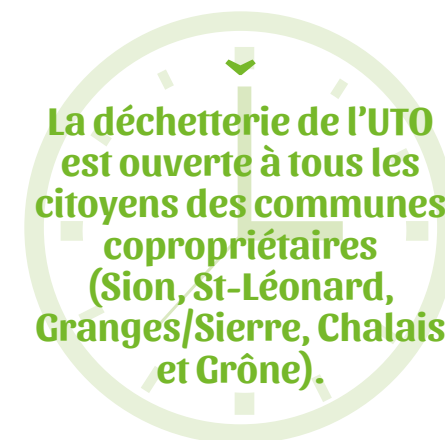 La déchetterie de l’UTO
est ouverte à tous les
citoyens des communes
copropriétaires
(Sion, St-Léonard,
Granges/Sierre, Chalais
et Grône).